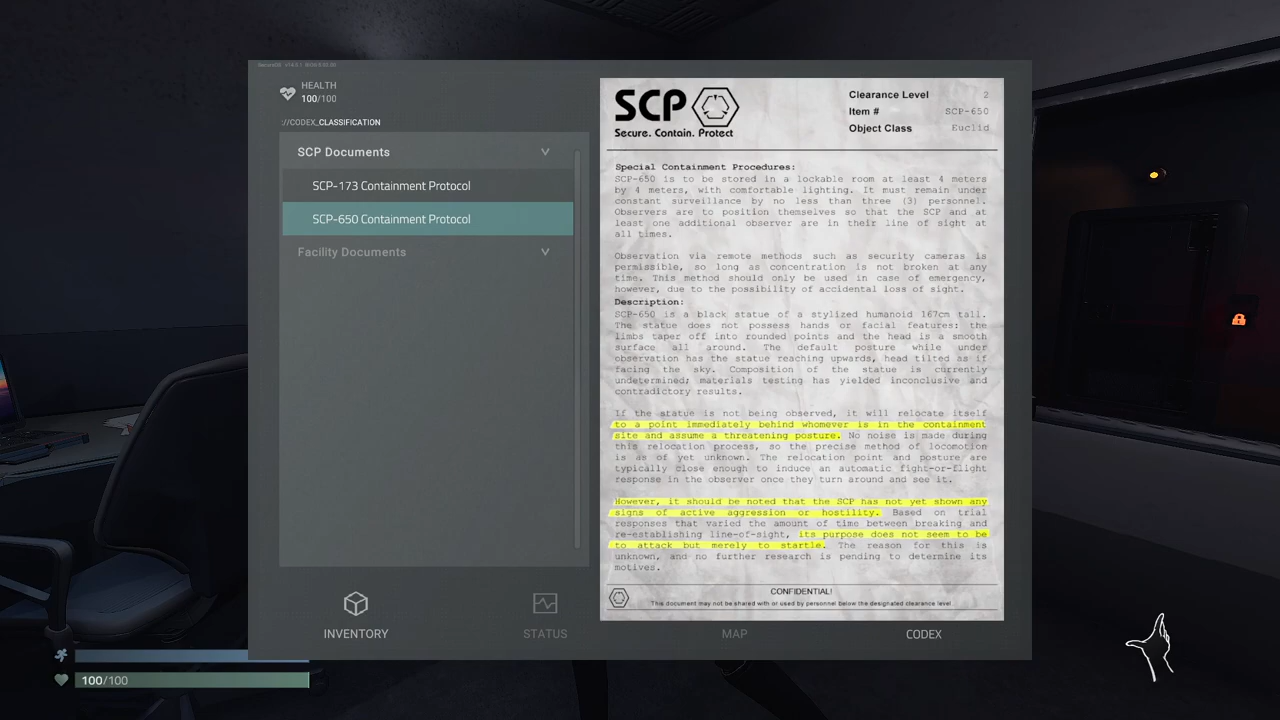 HEALTH
100/100
://CODEX_CLASSIFICATION
SCP Documents
SCP-173 Containment Protocol
SCP-650 Containment Protocol
Facility Documents
SCP
Secure. Contain. Protect
Clearance Level 2
Item # SCP-650
Object Class Euclid
Special Containment Procedures:
SCP-650 is to be stored in a lockable room at least 4 meters
by 4 meters, with comfortable lighting. It must remain under
constant surveillance by no less than three (3) personnel.
Observers are to position themselves so that the SCP and at
least one additional observer are in their line of sight at
all times.
Observation via remote methods such as security cameras is
permissible, so long as concentration is not broken at any
time. This method should only be used in case of emergency,
however, due to the possibility of accidental loss of sight.
Description:
SCP-650 is a black statue of a stylized humanoid 167cm tall.
The statue does not possess hands or facial features: the
limbs taper off into rounded points and the head is a smooth
surface all around. The default posture while under
observation has the statue reaching upwards, head tilted as if
facing the sky. Composition of the statue is currently
undetermined; materials testing has yielded inconclusive and
contradictory results.
If the statue is not being observed, it will relocate itself
to a point immediately behind whomever is in the containment
site and assume a threatening posture. No noise is made during
this relocation process, so the precise method of locomotion
is as of yet unknown. The relocation point and posture are
typically close enough to induce an automatic fight-or-flight
response in the observer once they turn around and see it.
However, it should be noted that the SCP has not yet shown any
signs of active aggression or hostility. Based on trial
responses that varied the amount of time between breaking and
re-establishing line-of-sight, its purpose does not seem to be
to attack but merely to startle. The reason for this is
unknown, and no further research is pending to determine its
motives.
CONFIDENTIAL!
This document may not be shared with or used by personnel below the designated clearance level
INVENTORY
STATUS
MAP
CODEX
100/100